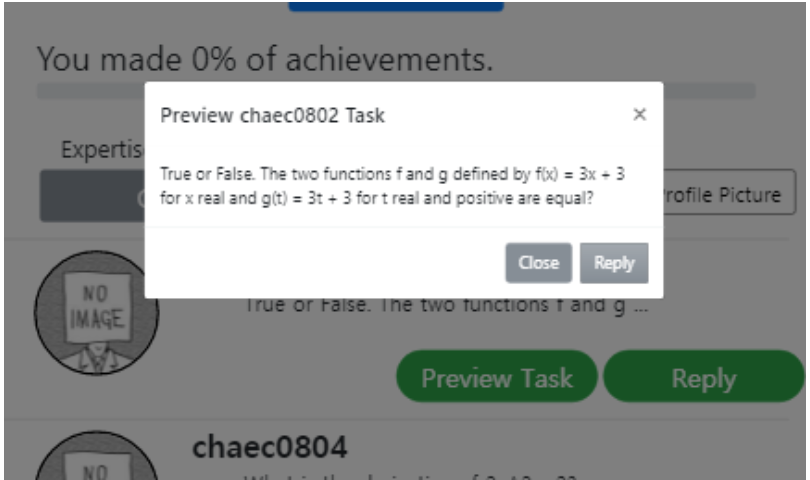 You made 0% of achievements.
Preview chaec0802 Task
×
Expertis
True or False. The two functions f and g defined by f(x) = 3x + 3
for x real and g(t) = 3t + 3 for t real and positive are equal?
rofile Picture
Close Reply
NO
IMAGE
True or False. The two functions f and g ...
Preview Task Reply
chaec0804
NO